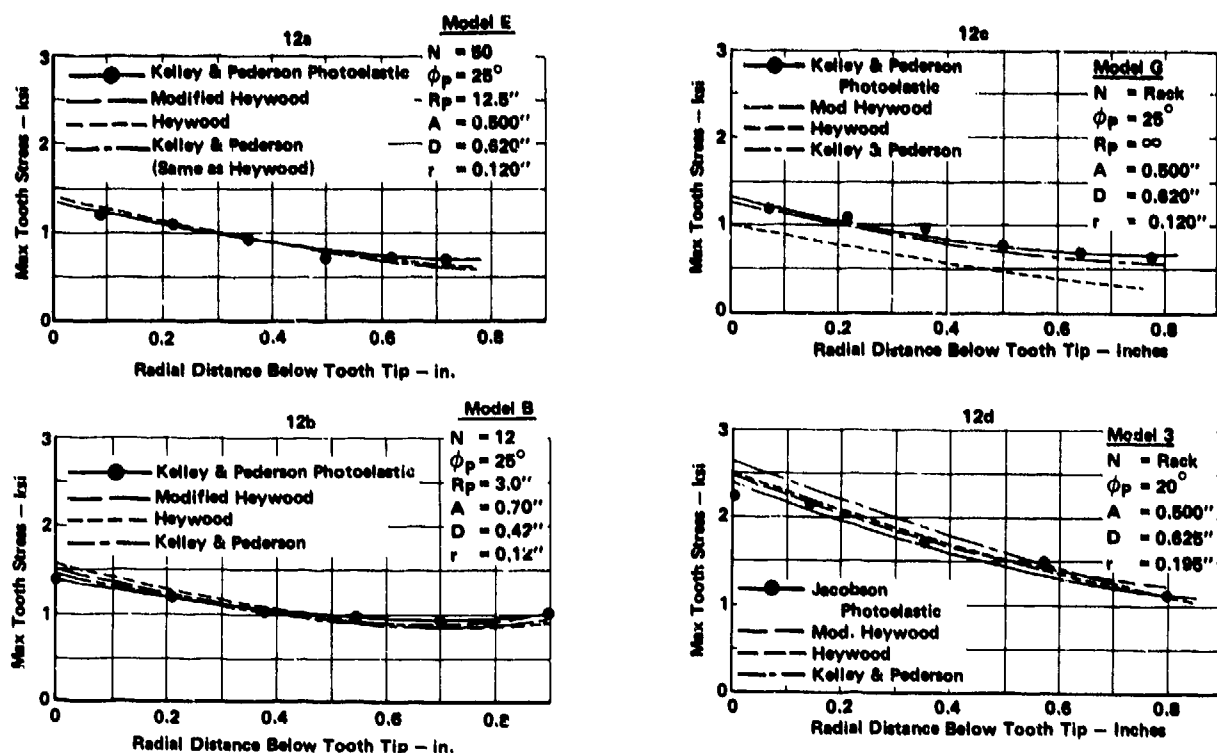 12a
Model E
N = 50
ϕp = 25°
Rp = 12.5"
A = 0.500"
D = 0.620"
r = 0.120"
Kelley & Pederson Photoelastic
Modified Heywood
Heywood
Kelley & Pederson
(Same as Heywood)
Max Tooth Stress – ksi
3
2
1
0
0
0.2
0.4
0.6
0.8
Radial Distance Below Tooth Tip – in.
12c
Model G
N = Rack
ϕp = 25°
Rp = ∞
A = 0.500"
D = 0.620"
r = 0.120"
Kelley & Pederson
Photoelastic
Mod Heywood
Heywood
Kelley & Pederson
Max Tooth Stress – ksi
3
2
1
0
0
0.2
0.4
0.6
0.8
Radial Distance Below Tooth Tip – Inches
12b
Model B
N = 12
ϕp = 25°
Rp = 3.0"
A = 0.70"
D = 0.42"
r = 0.12"
Kelley & Pederson Photoelastic
Modified Heywood
Heywood
Kelley & Pederson
Max Tooth Stress – ksi
3
2
1
0
0
0.2
0.4
0.6
0.2
Radial Distance Below Tooth Tip – in.
12d
Model 3
N = Rack
ϕp = 20°
A = 0.500"
D = 0.625"
r = 0.195"
Jacobson
Photoelastic
Mod. Heywood
Heywood
Kelley & Pederson
Max Tooth Stress – ksi
3
2
1
0
0
0.2
0.4
0.6
0.8
Radial Distance Below Tooth Tip – Inches